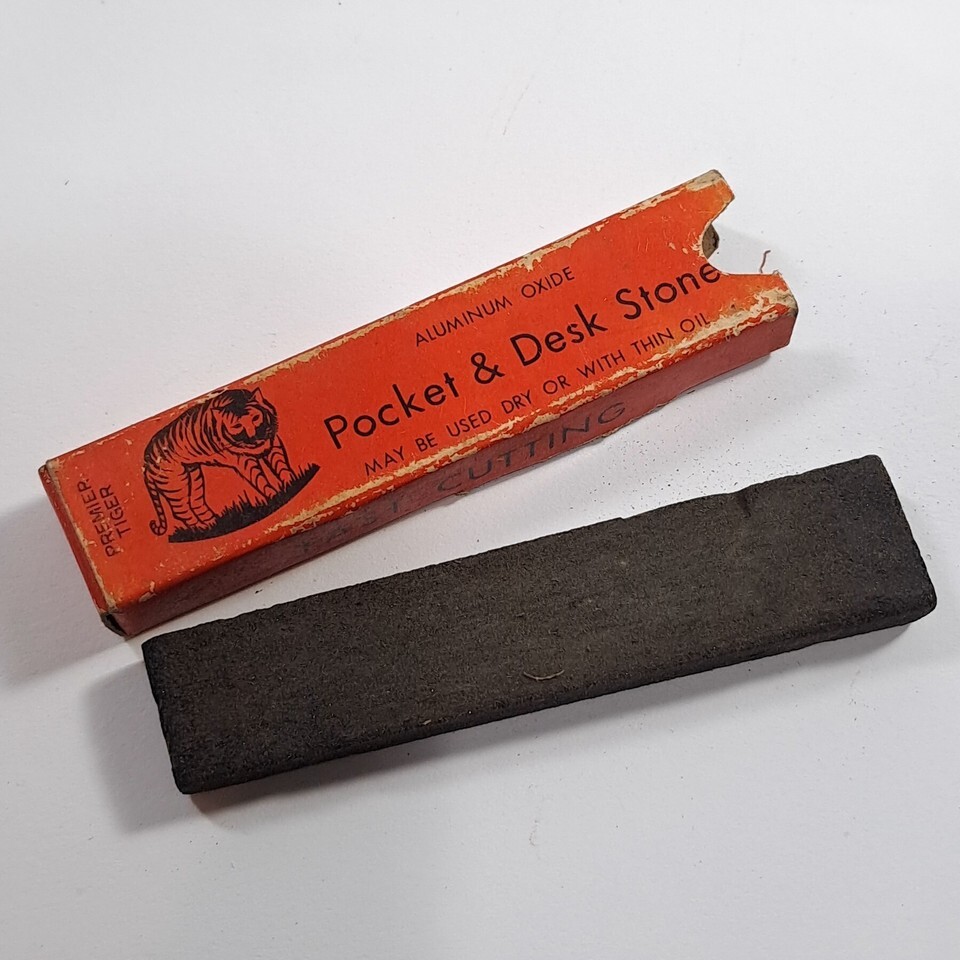 ALUMINUM OXIDE
Pocket & Desk Stone
MAY BE USED DRY OR WITH THIN OIL
PREMIER-
TIGER
FAST CUTTING